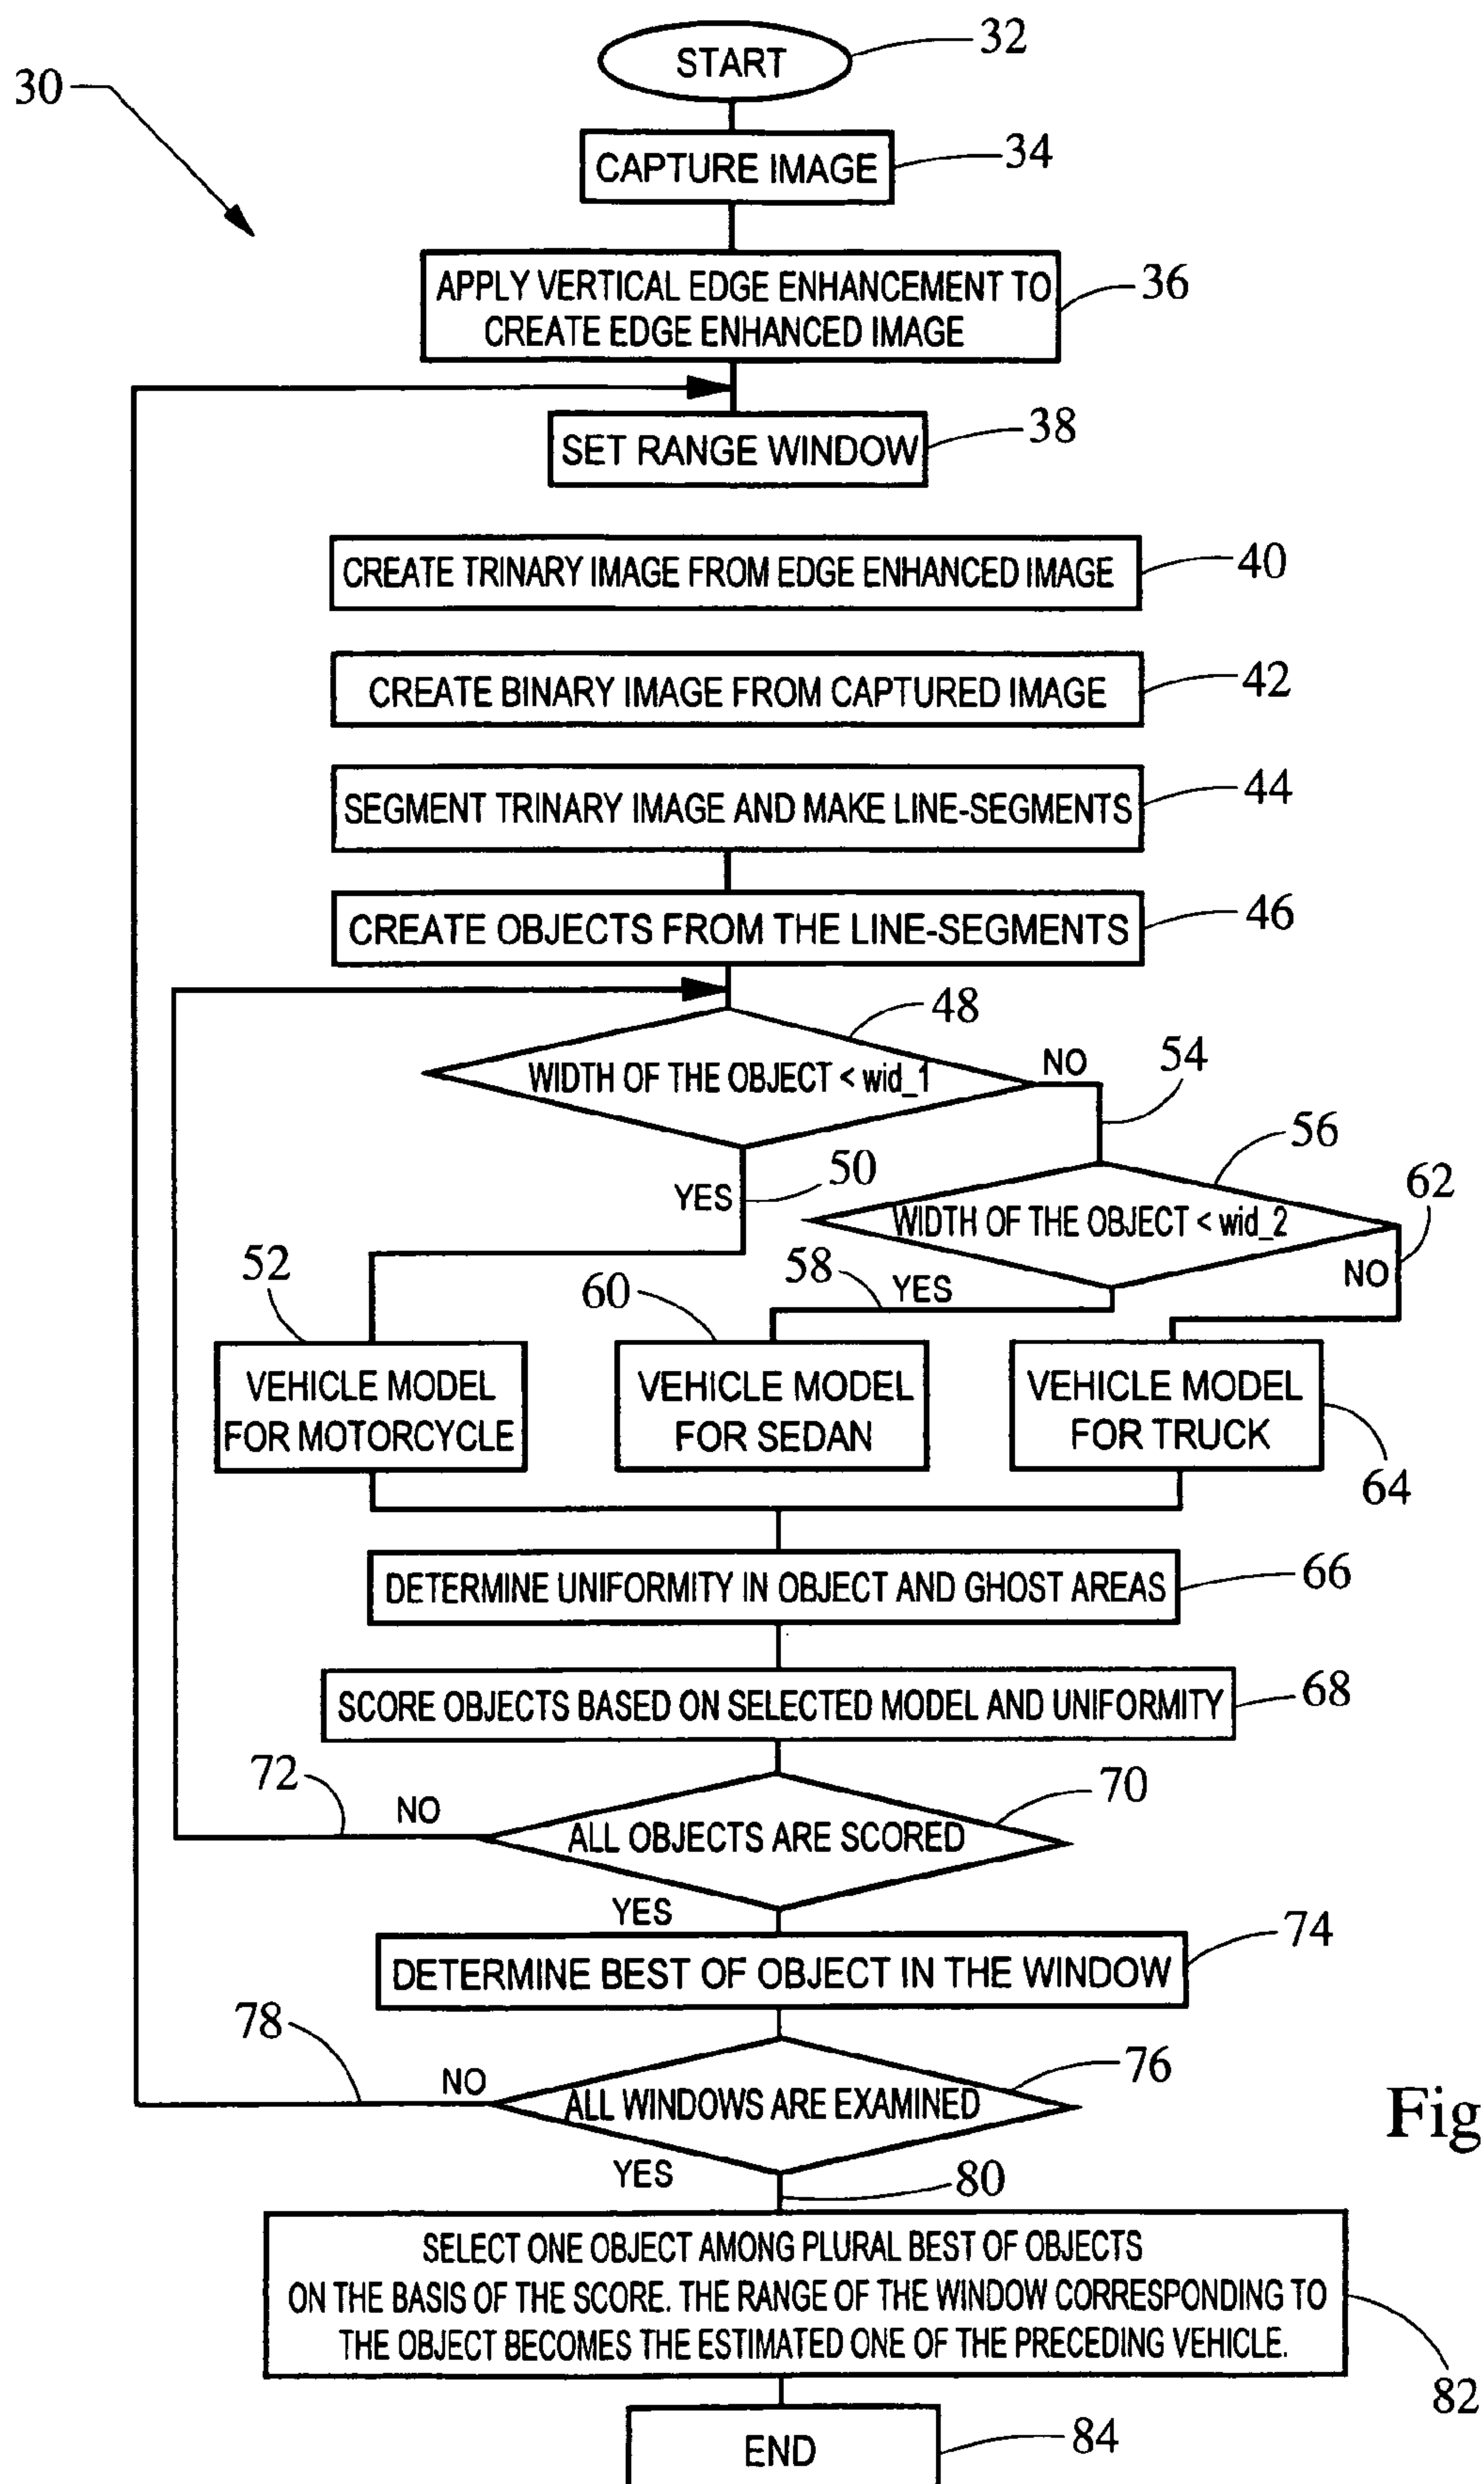 30
START
32
CAPTURE IMAGE
34
APPLY VERTICAL EDGE ENHANCEMENT TO
CREATE EDGE ENHANCED IMAGE
36
SET RANGE WINDOW
38
CREATE TRINARY IMAGE FROM EDGE ENHANCED IMAGE
40
CREATE BINARY IMAGE FROM CAPTURED IMAGE
42
SEGMENT TRINARY IMAGE AND MAKE LINE-SEGMENTS
44
CREATE OBJECTS FROM THE LINE-SEGMENTS
46
48
WIDTH OF THE OBJECT < wid_1
NO
54
YES
50
56
WIDTH OF THE OBJECT < wid_2
62
NO
58
YES
52
60
VEHICLE MODEL
FOR MOTORCYCLE
VEHICLE MODEL
FOR SEDAN
VEHICLE MODEL
FOR TRUCK
64
DETERMINE UNIFORMITY IN OBJECT AND GHOST AREAS
66
SCORE OBJECTS BASED ON SELECTED MODEL AND UNIFORMITY
68
72
NO
70
ALL OBJECTS ARE SCORED
YES
DETERMINE BEST OF OBJECT IN THE WINDOW
74
78
NO
76
ALL WINDOWS ARE EXAMINED
Fig
YES
80
SELECT ONE OBJECT AMONG PLURAL BEST OF OBJECTS
ON THE BASIS OF THE SCORE. THE RANGE OF THE WINDOW CORRESPONDING TO
THE OBJECT BECOMES THE ESTIMATED ONE OF THE PRECEDING VEHICLE.
82
END
84